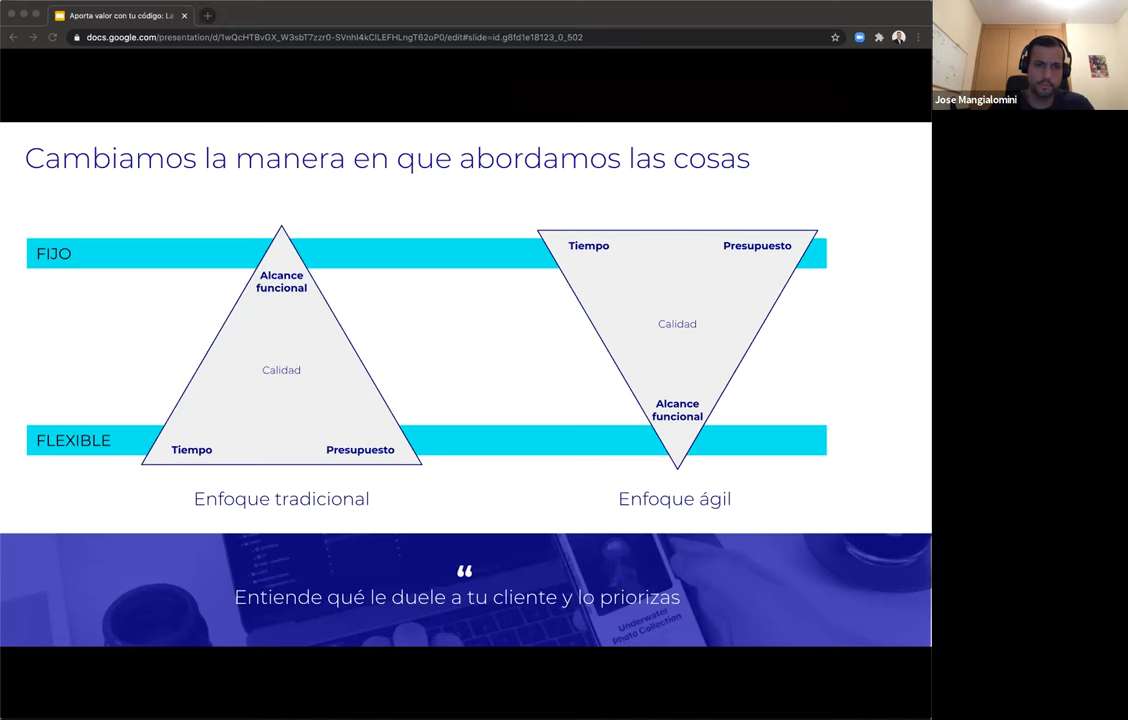 Aporta valor con tu código: La
docs.google.com/presentation/d/1wQcHTBvGX_W3sbT7zzr0-SVnhI4kClLEFHLngT62oP0/edit#slide=id.g8fd1e18123_0_502
Jose Mangialomini
Cambiamos la manera en que abordamos las cosas
FIJO
Alcance
funcional
Calidad
FLEXIBLE
Tiempo
Presupuesto
Enfoque tradicional
Tiempo
Presupuesto
Calidad
Alcance
funcional
Enfoque ágil
“
Entiende qué le duele a tu cliente y lo priorizas
Underwater
Photo Collection